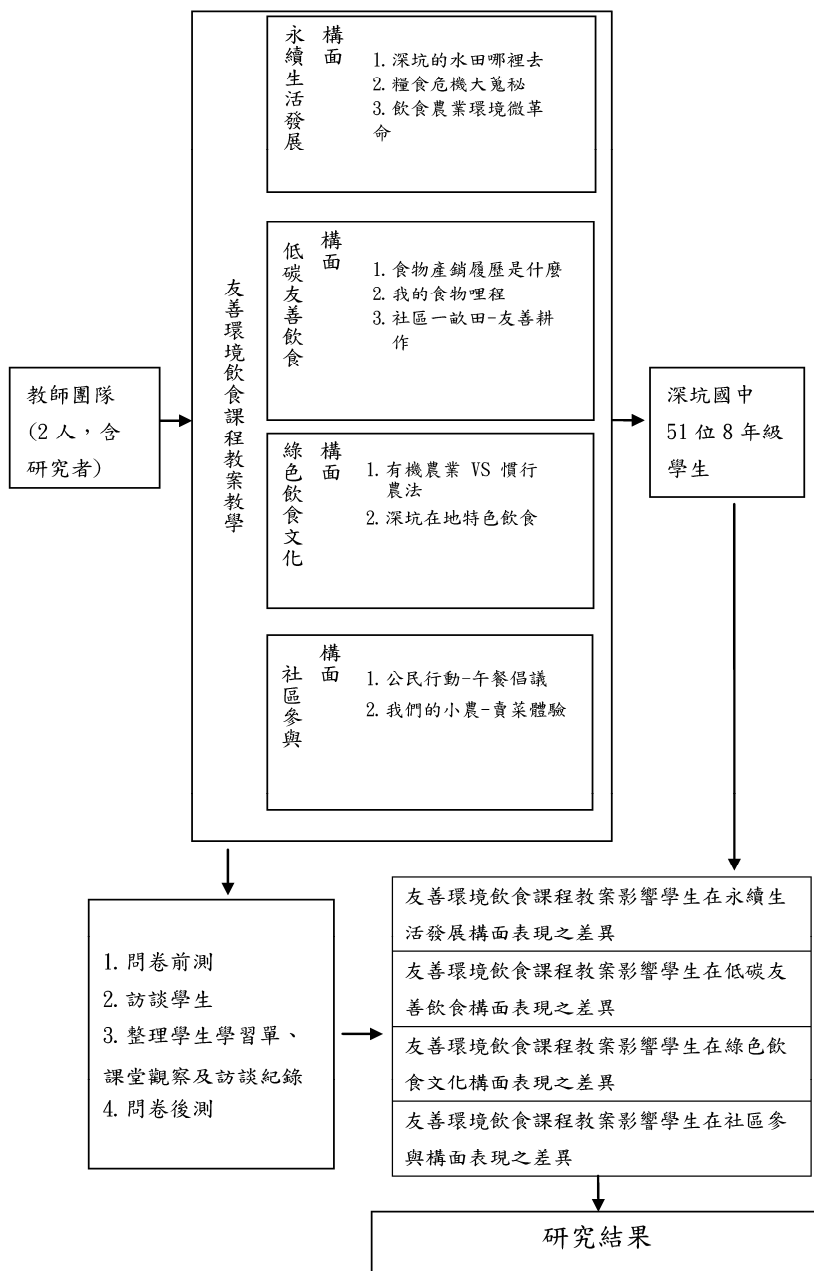 教師團隊
(2 人，含
研究者)
友善環境飲食課程教案教學
永續生活發展
構面
1. 深坑的水田哪裡去
2. 糧食危機大蒐秘
3. 飲食農業環境微革
命
低碳友善飲食
構面
1. 食物產銷履歷是什麼
2. 我的食物哩程
3. 社區一畝田-友善耕
作
綠色飲食文化
構面
1. 有機農業 VS 慣行
農法
2. 深坑在地特色飲食
社區參與
構面
1. 公民行動-午餐倡議
2. 我們的小農-賣菜體驗
深坑國中
51 位 8 年級
學生
1. 問卷前測
2. 訪談學生
3. 整理學生學習單、
課堂觀察及訪談紀錄
4. 問卷後測
友善環境飲食課程教案影響學生在永續生
活發展構面表現之差異
友善環境飲食課程教案影響學生在低碳友
善飲食構面表現之差異
友善環境飲食課程教案影響學生在綠色飲
食文化構面表現之差異
友善環境飲食課程教案影響學生在社區參
與構面表現之差異
研究結果